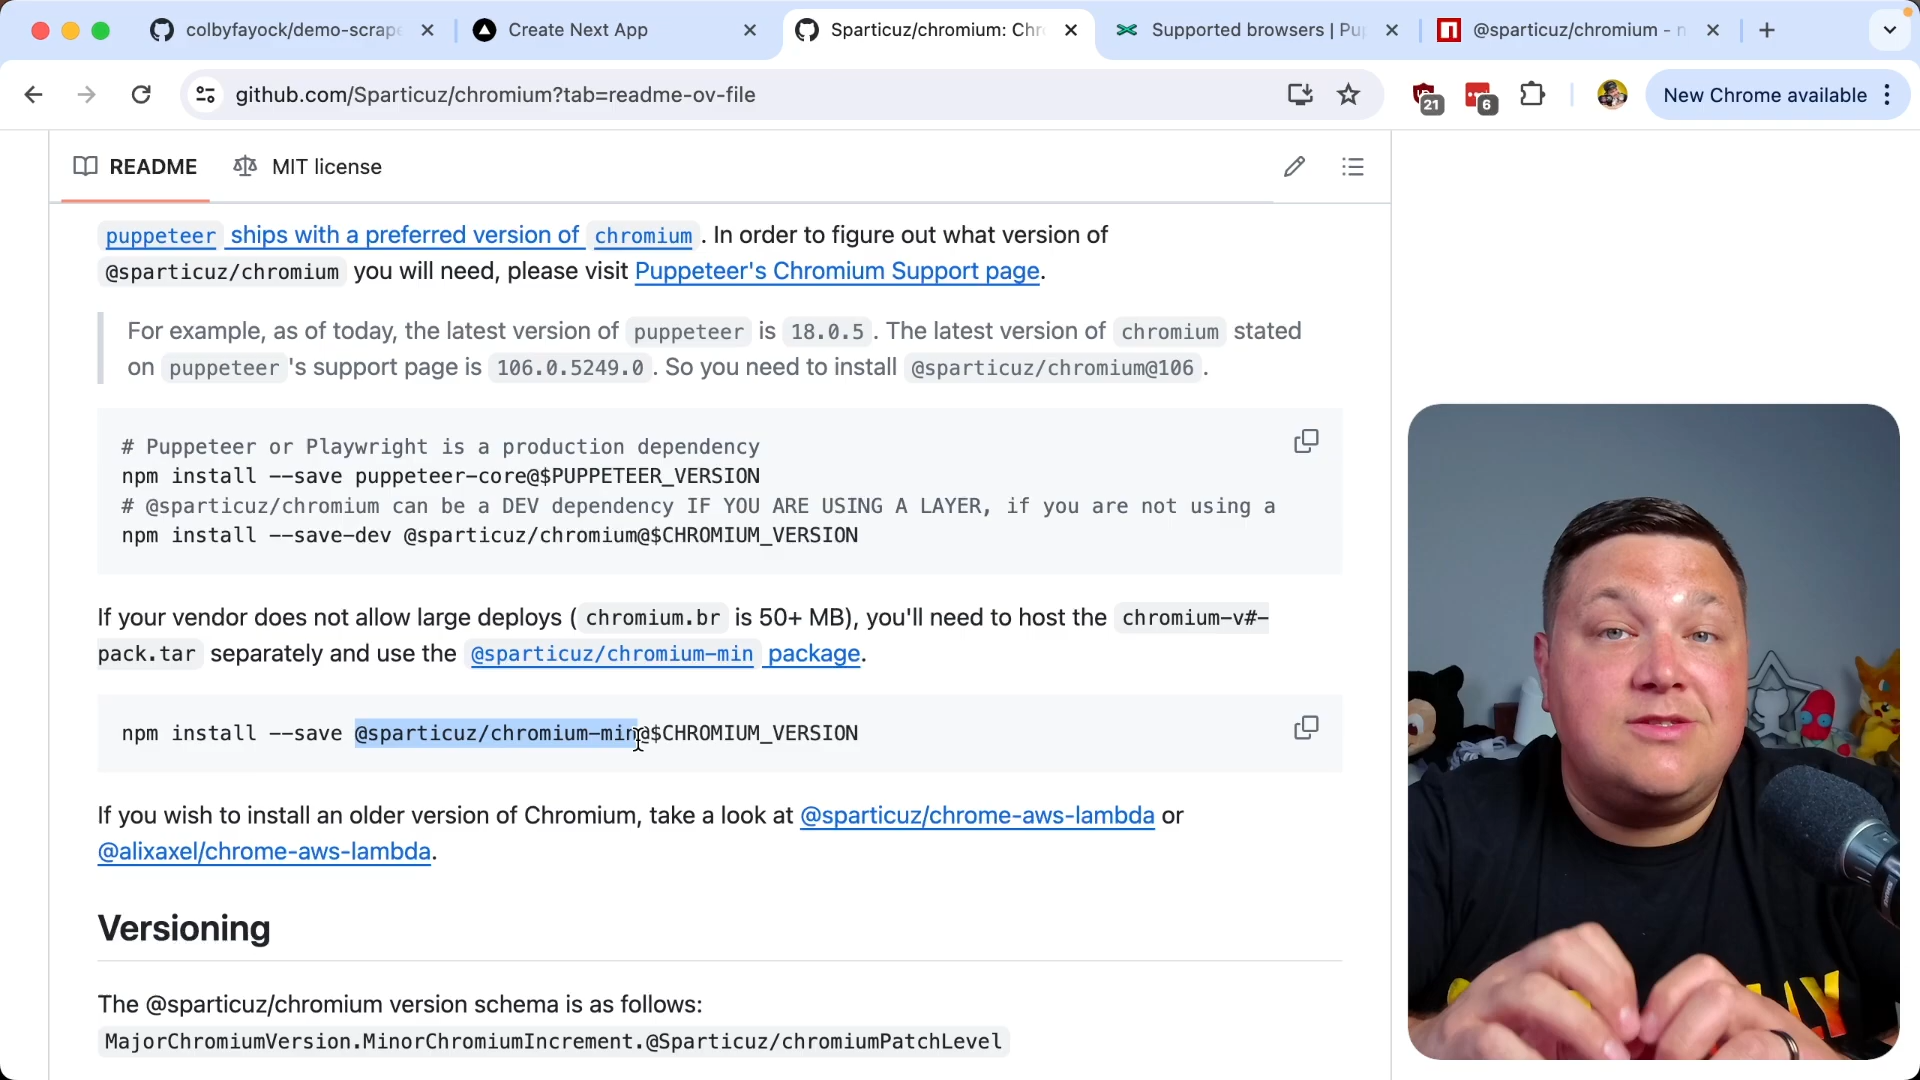 colbyfayock/demo-scrape
Create Next App
Sparticuz/chromium: Chr
Supported browsers | Pup
@sparticuz/chromium - n
github.com/Sparticuz/chromium?tab=readme-ov-file
21
6
New Chrome available
README
MIT license
puppeteer ships with a preferred version of chromium. In order to figure out what version of
@sparticuz/chromium you will need, please visit Puppeteer's Chromium Support page.
For example, as of today, the latest version of puppeteer is 18.0.5. The latest version of chromium stated
on puppeteer's support page is 106.0.5249.0. So you need to install @sparticuz/chromium@106.
# Puppeteer or Playwright is a production dependency
npm install --save puppeteer-core@$PUPPETEER_VERSION
# @sparticuz/chromium can be a DEV dependency IF YOU ARE USING A LAYER, if you are not using a
npm install --save-dev @sparticuz/chromium@$CHROMIUM_VERSION
If your vendor does not allow large deploys (chromium.br is 50+ MB), you'll need to host the chromium-v#-
pack.tar separately and use the @sparticuz/chromium-min package.
npm install --save @sparticuz/chromium-min@$CHROMIUM_VERSION
If you wish to install an older version of Chromium, take a look at @sparticuz/chrome-aws-lambda or
@alixaxel/chrome-aws-lambda.
Versioning
The @sparticuz/chromium version schema is as follows:
MajorChromiumVersion.MinorChromiumIncrement.@Sparticuz/chromiumPatchLevel